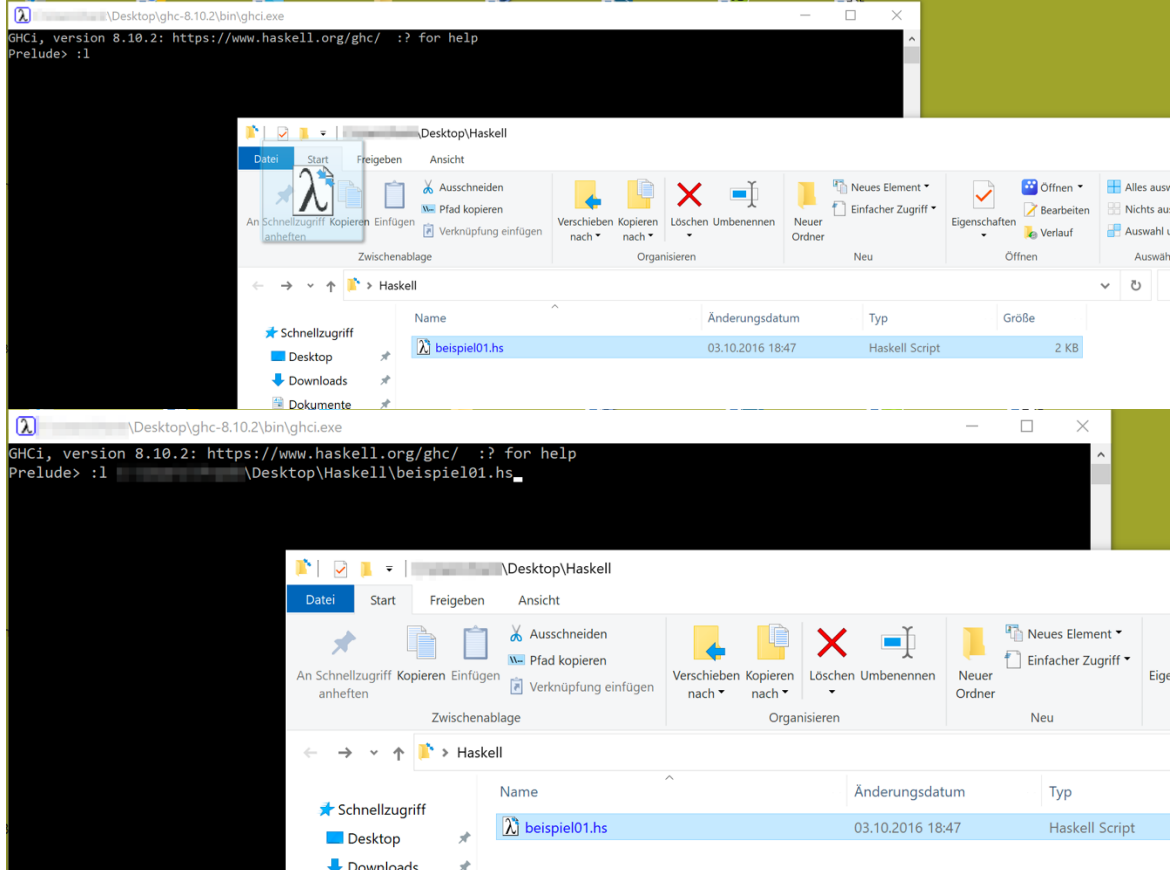 \Desktop\ghc-8.10.2\bin\ghci.exe
GHCi, version 8.10.2: https://www.haskell.org/ghc/ :? for help
Prelude> :l
\Desktop\Haskell
Datei Start Freigeben Ansicht
An Schnellzugriff anheften
Kopieren
Einfügen
Ausschneiden
Pfad kopieren
Verknüpfung einfügen
Zwischenablage
Verschieben nach
Kopieren nach
Löschen
Umbenennen
Organisieren
Neuer Ordner
Neues Element
Einfacher Zugriff
Neu
Eigenschaften
Öffnen
Bearbeiten
Verlauf
Öffnen
Allesausw
Nichts aus
Auswahl u
Auswäh
Haskell
Name Änderungsdatum Typ Größe
Schnellzugriff
Desktop
Downloads
Dokumente
beispiel01.hs 03.10.2016 18:47 Haskell Script 2 KB
\Desktop\ghc-8.10.2\bin\ghci.exe
GHCi, version 8.10.2: https://www.haskell.org/ghc/ :? for help
Prelude> :l \Desktop\Haskell\beispiel01.hs
\Desktop\Haskell
Datei Start Freigeben Ansicht
An Schnellzugriff anheften
Kopieren
Einfügen
Ausschneiden
Pfad kopieren
Verknüpfung einfügen
Zwischenablage
Verschieben nach
Kopieren nach
Löschen
Umbenennen
Organisieren
Neuer Ordner
Neues Element
Einfacher Zugriff
Neu
Eige
Haskell
Name Änderungsdatum Typ
Schnellzugriff
Desktop
Downloads
beispiel01.hs 03.10.2016 18:47 Haskell Script